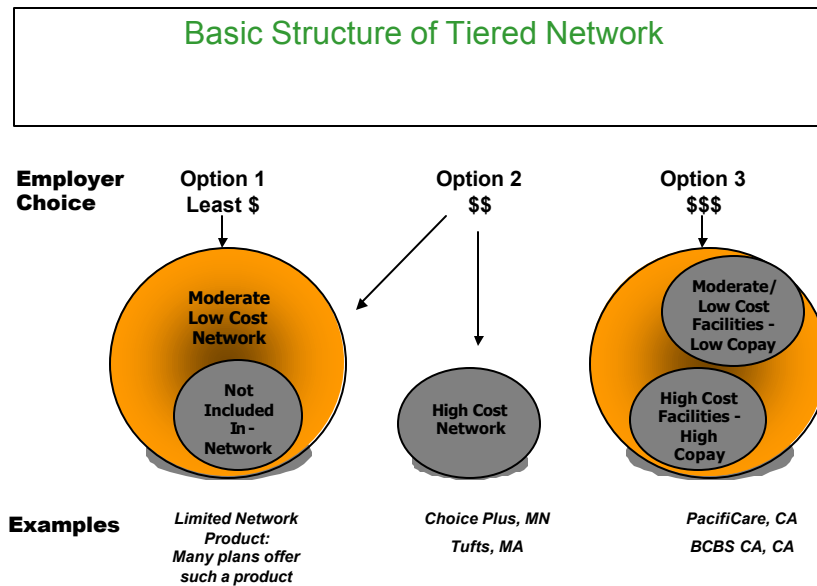 Basic Structure of Tiered Network
Employer Choice
Option 1
Least $
Option 2
$$
Option 3
$$$
Moderate
Low Cost
Network
Not
Included
In-
Network
High Cost
Network
Moderate/
Low Cost
Facilities -
Low Copay
High Cost
Facilities -
High
Copay
Examples
Limited Network
Product:
Many plans offer
such a product
Choice Plus, MN
Tufts, MA
PacifiCare, CA
BCBS CA, CA